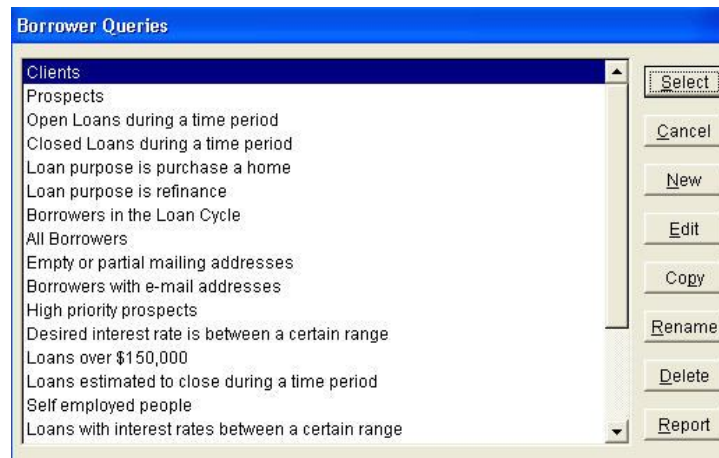 Borrower Queries
Clients
Prospects
Open Loans during a time period
Closed Loans during a time period
Loan purpose is purchase a home
Loan purpose is refinance
Borrowers in the Loan Cycle
All Borrowers
Empty or partial mailing addresses
Borrowers with e-mail addresses
High priority prospects
Desired interest rate is between a certain range
Loans over $150,000
Loans estimated to close during a time period
Self employed people
Loans with interest rates between a certain range
Select
Cancel
New
Edit
Copy
Rename
Delete
Report